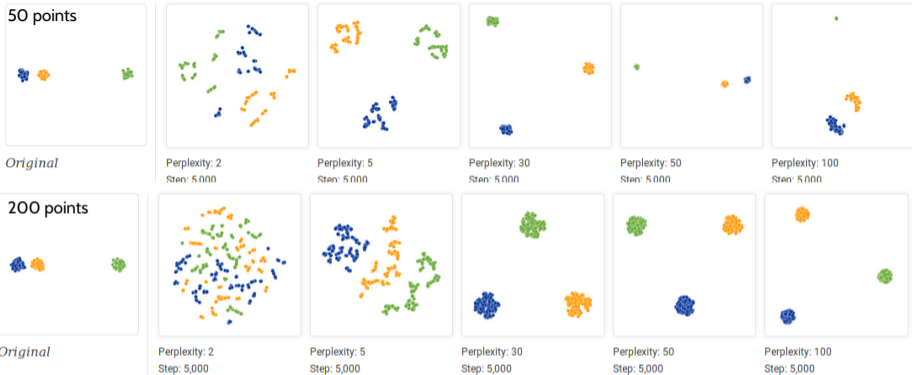 50 points
Original
Perplexity: 2
Step: 5,000
Perplexity: 5
Step: 5,000
Perplexity: 30
Step: 5,000
Perplexity: 50
Step: 5,000
Perplexity: 100
Step: 5,000
200 points
Original
Perplexity: 2
Step: 5,000
Perplexity: 5
Step: 5,000
Perplexity: 30
Step: 5,000
Perplexity: 50
Step: 5,000
Perplexity: 100
Step: 5,000